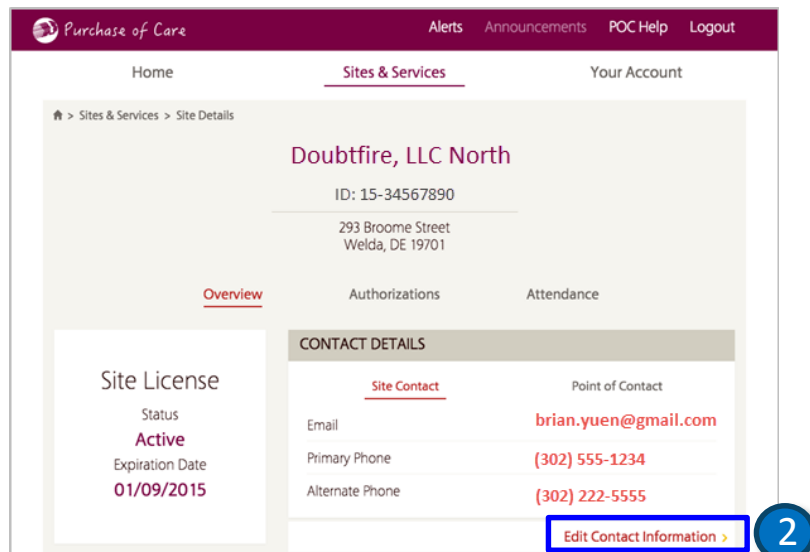 Purchase of Care Alerts Announcements POC Help Logout
Home Sites & Services Your Account
> Sites & Services > Site Details
Doubtfire, LLC North
ID: 15-34567890
293 Broome Street
Welda, DE 19701
Overview Authorizations Attendance
CONTACT DETAILS
Site License
Status
Active
Expiration Date
01/09/2015
Site Contact Point of Contact
Email brian.yuen@gmail.com
Primary Phone (302) 555-1234
Alternate Phone (302) 222-5555
Edit Contact Information >
2